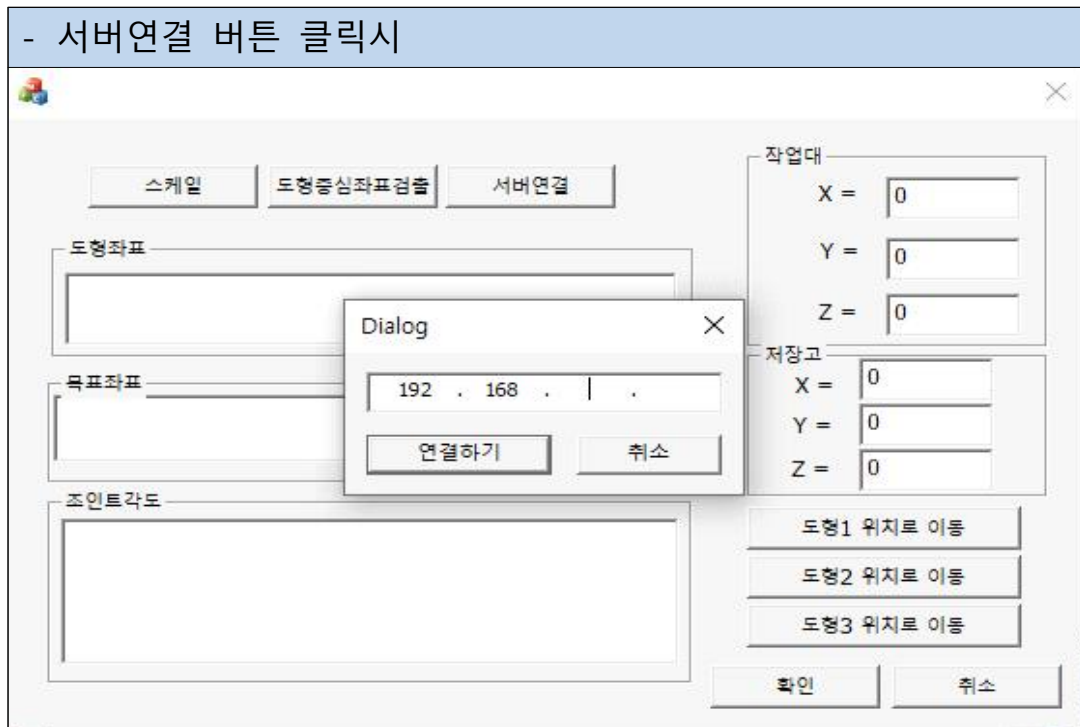 - 서버연결 버튼 클릭시
스케일
도형중심좌표검출
서버연결
도형좌표
목표좌표
조인트각도
Dialog
192 . 168 . .
연결하기
취소
작업대
X = 0
Y = 0
Z = 0
저장고
X = 0
Y = 0
Z = 0
도형1 위치로 이동
도형2 위치로 이동
도형3 위치로 이동
확인
취소